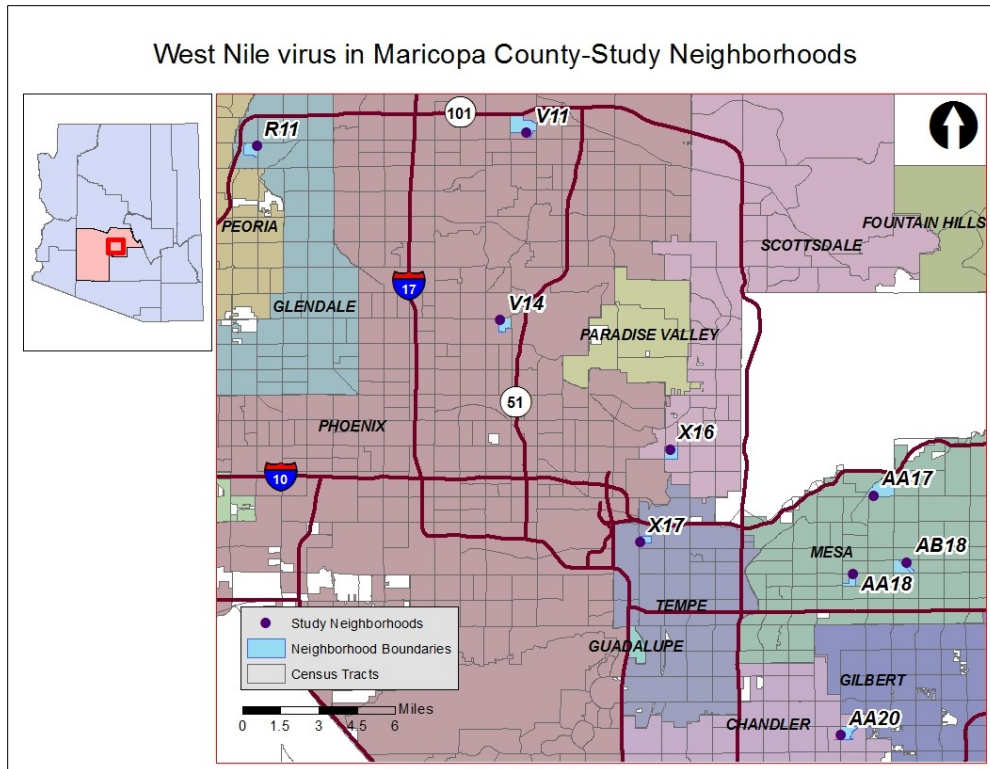 West Nile virus in Maricopa County-Study Neighborhoods
101
V11
R11
PEORIA
FOUNTAIN HILLS
SCOTTSDALE
17
GLENDALE
V14
PARADISE VALLEY
51
PHOENIX
X16
10
AA17
X17
MESA
AB18
AA18
TEMPE
Study Neighborhoods
Neighborhood Boundaries
Census Tracts
GUADALUPE
GILBERT
Miles
0 1.5 3 4.5 6
CHANDLER
AA20